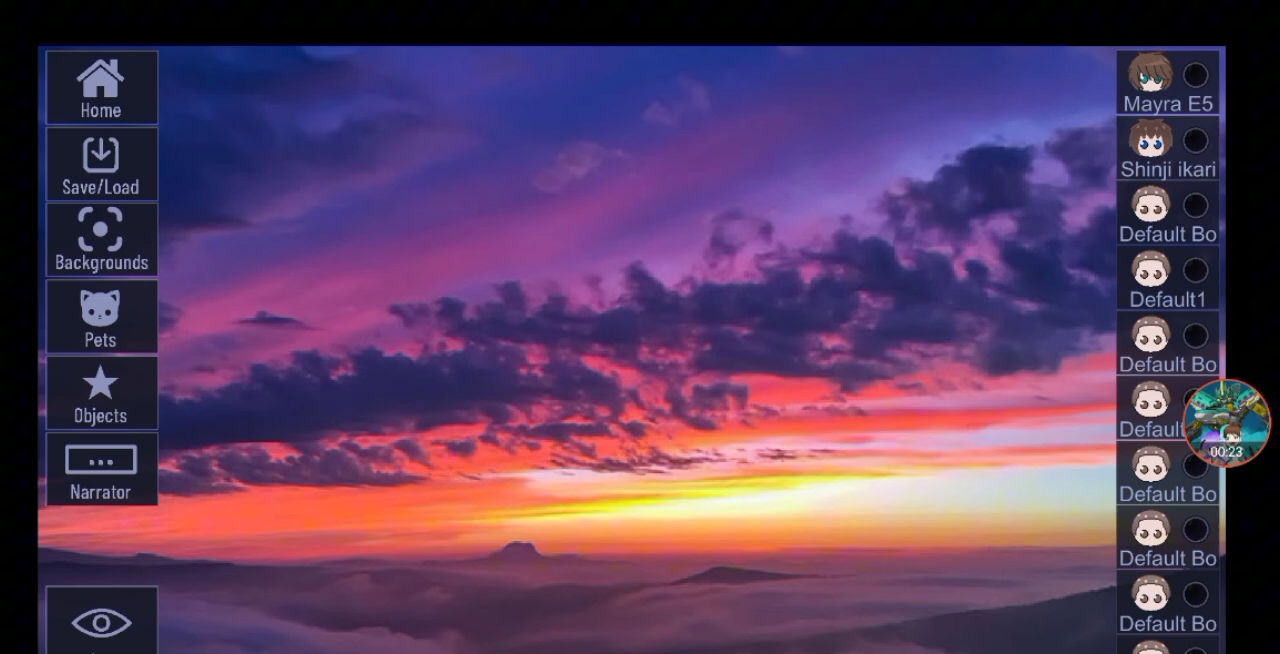 Home
Save/Load
Backgrounds
Pets
Objects
Narrator
Mayra E5
Shinji ikari
Default Bo
Default1
Default Bo
Default
00:23
Default Bo
Default Bo
Default Bo